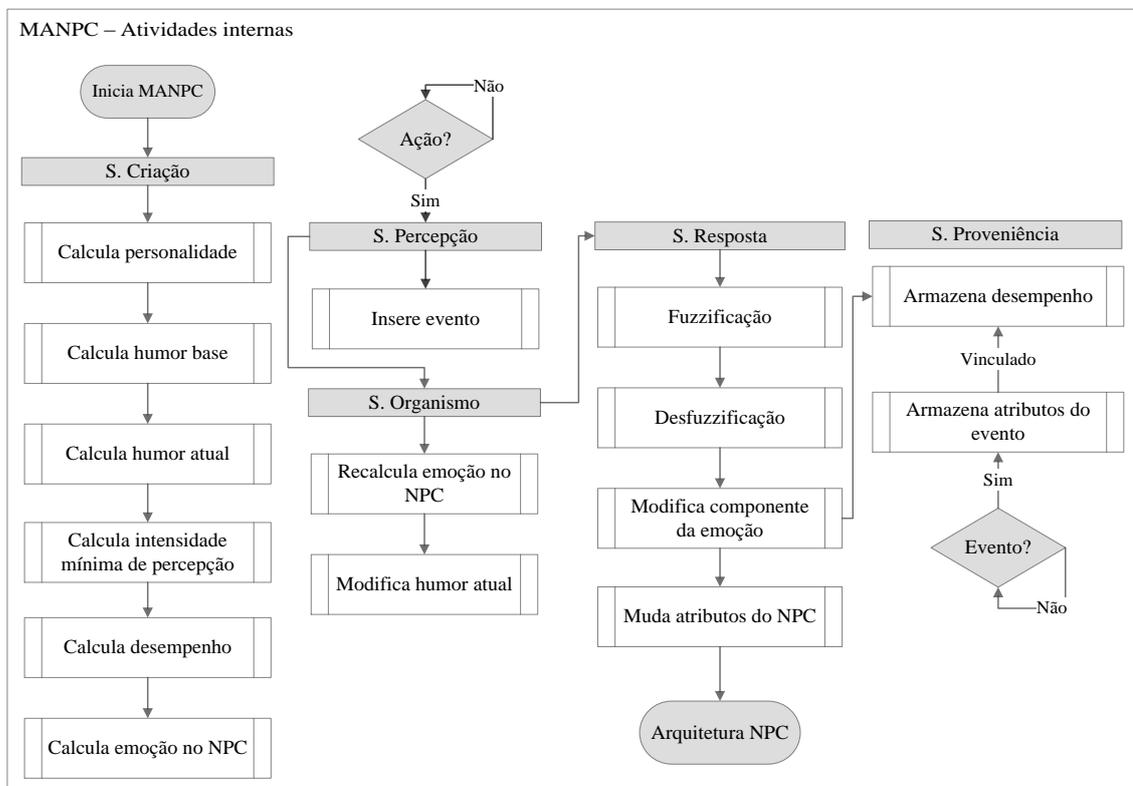 MANPC – Atividades internas
Inicia MANPC
S. Criação
Calcula personalidade
Calcula humor base
Calcula humor atual
Calcula intensidade
mínima de percepção
Calcula desempenho
Calcula emoção no NPC
Não
Ação?
Sim
S. Percepção
Insere evento
S. Organismo
Recalcula emoção no
NPC
Modifica humor atual
S. Resposta
Fuzzificação
Desfuzzificação
Modifica componente
da emoção
Muda atributos do NPC
Arquitetura NPC
S. Proveniência
Armazena desempenho
Vinculado
Armazena atributos do
evento
Sim
Evento?
Não